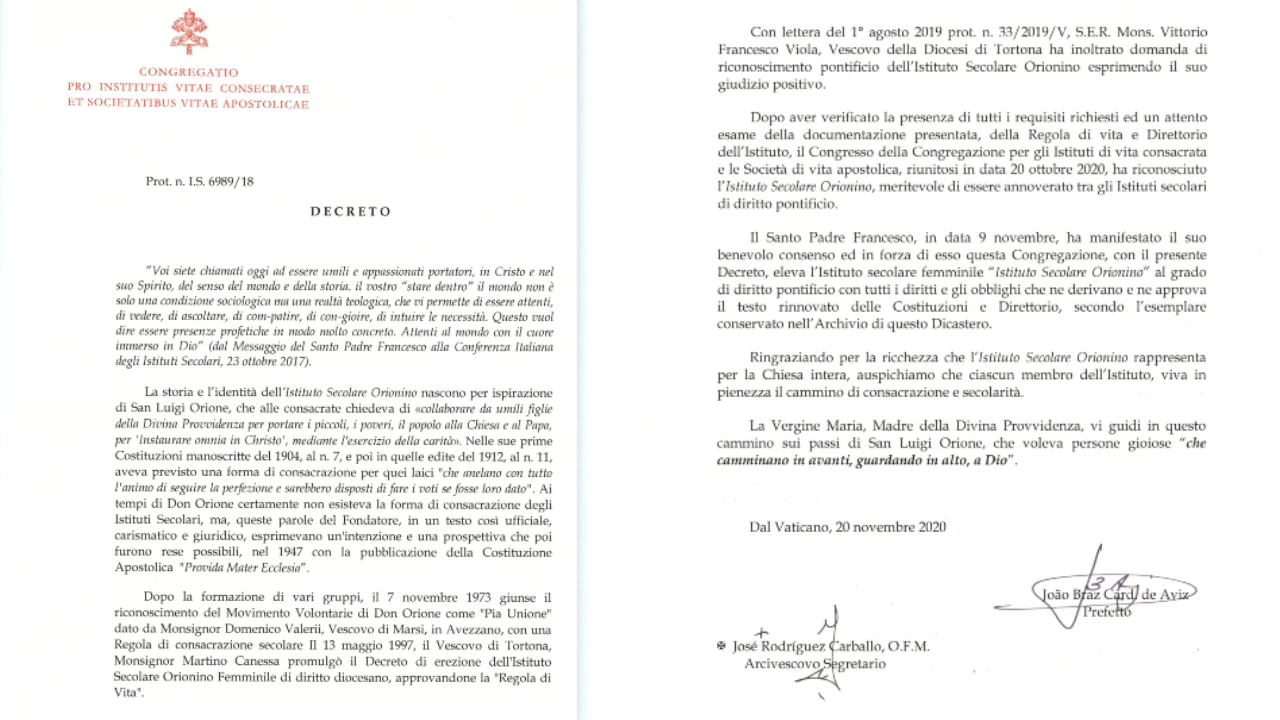 CONGREGATIO
PRO INSTITUTIS VITAE CONSECRATAE
ET SOCIETATIBUS VITAE APOSTOLICAE
Prot. n. I.S. 6989/18
DECRETO
"Voi siete chiamati oggi ad essere umili e appassionati portatori, in Cristo e nel
suo Spirito, del senso del mondo e della storia. il vostro "stare dentro" il mondo non è
solo una condizione sociologica ma una realtà teologica, che vi permette di essere attenti,
di vedere, di ascoltare, di com-patire, di con-gioire, di intuire le necessità. Questo vuol
dire essere presenze profetiche in modo molto concreto. Attenti al mondo con il cuore
immerso in Dio" (dal Messaggio del Santo Padre Francesco alla Conferenza Italiana
degli Istituti Secolari, 23 ottobre 2017).
La storia e l'identità dell'Istituto Secolare Orionino nascono per ispirazione
di San Luigi Orione, che alle consacrate chiedeva di «collaborare da umili figlie
della Divina Provvidenza per portare i piccoli, i poveri, il popolo alla Chiesa e al Papa,
per 'Instaurare omnia in Christo', mediante l'esercizio della carità». Nelle sue prime
Costituzioni manoscritte del 1904, al n. 7, e poi in quelle edite del 1912, al n. 11,
aveva previsto una forma di consacrazione per quei laici "che anelano con tutto
l'animo di seguire la perfezione e sarebbero disposti di fare i voti se fosse loro dato". Ai
tempi di Don Orione certamente non esisteva la forma di consacrazione degli
Istituti Secolari, ma, queste parole del Fondatore, in un testo così ufficiale,
carismatico e giuridico, esprimevano un'intenzione e una prospettiva che poi
furono rese possibili, nel 1947 con la pubblicazione della Costituzione
Apostolica "Provida Mater Ecclesia".
Dopo la formazione di vari gruppi, il 7 novembre 1973 giunse il
riconoscimento del Movimento Volontarie di Don Orione come "Pia Unione"
dato da Monsignor Domenico Valerii, Vescovo di Marsi, in Avezzano, con una
Regola di consacrazione secolare Il 13 maggio 1997, il Vescovo di Tortona,
Monsignor Martino Canessa promulgò il Decreto di erezione dell'Istituto
Secolare Orionino Femminile di diritto diocesano, approvandone la "Regola di
Vita".
Con lettera del 1° agosto 2019 prot. n. 33/2019/V, S.E.R. Mons. Vittorio
Francesco Viola, Vescovo della Diocesi di Tortona ha inoltrato domanda di
riconoscimento pontificio dell'Istituto Secolare Orionino esprimendo il suo
giudizio positivo.
Dopo aver verificato la presenza di tutti i requisiti richiesti ed un attento
esame della documentazione presentata, della Regola di vita e Direttorio
dell'Istituto, il Congresso della Congregazione per gli Istituti di vita consacrata
e le Società di vita apostolica, riunitosi in data 20 ottobre 2020, ha riconosciuto
l'Istituto Secolare Orionino, meritevole di essere annoverato tra gli Istituti secolari
di diritto pontificio.
Il Santo Padre Francesco, in data 9 novembre, ha manifestato il suo
benevolo consenso ed in forza di esso questa Congregazione, con il presente
Decreto, eleva l'Istituto secolare femminile "Istituto Secolare Orionino" al grado
di diritto pontificio con tutti i diritti e gli obblighi che ne derivano e ne approva
il testo rinnovato delle Costituzioni e Direttorio, secondo l'esemplare
conservato nell'Archivio di questo Dicastero.
Ringraziando per la ricchezza che l'Istituto Secolare Orionino rappresenta
per la Chiesa intera, auspichiamo che ciascun membro dell'Istituto, viva in
pienezza il cammino di consacrazione e secolarità.
La Vergine Maria, Madre della Divina Provvidenza, vi guidi in questo
cammino sui passi di San Luigi Orione, che voleva persone gioiose "che
camminano in avanti, guardando in alto, a Dio".
Dal Vaticano, 20 novembre 2020
João Braz Card. de Aviz
Prefetto
✠ José Rodríguez Carballo, O.F.M.
Arcivescovo Segretario